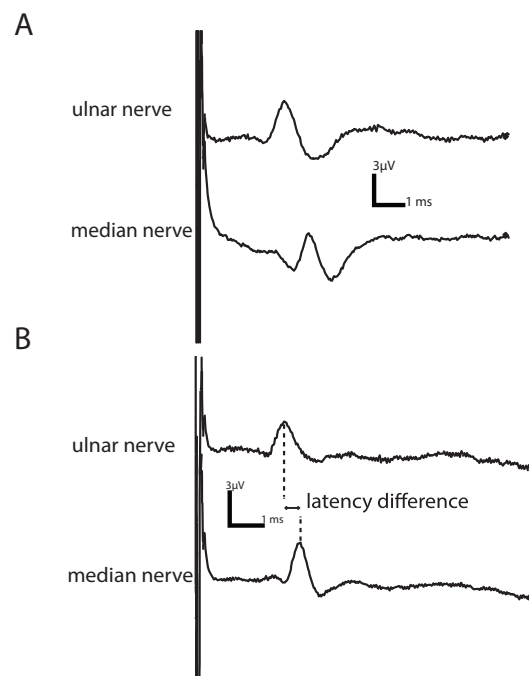 A
ulnar nerve
3µV
1 ms
median nerve
B
ulnar nerve
3µV
1 ms
latency difference
median nerve